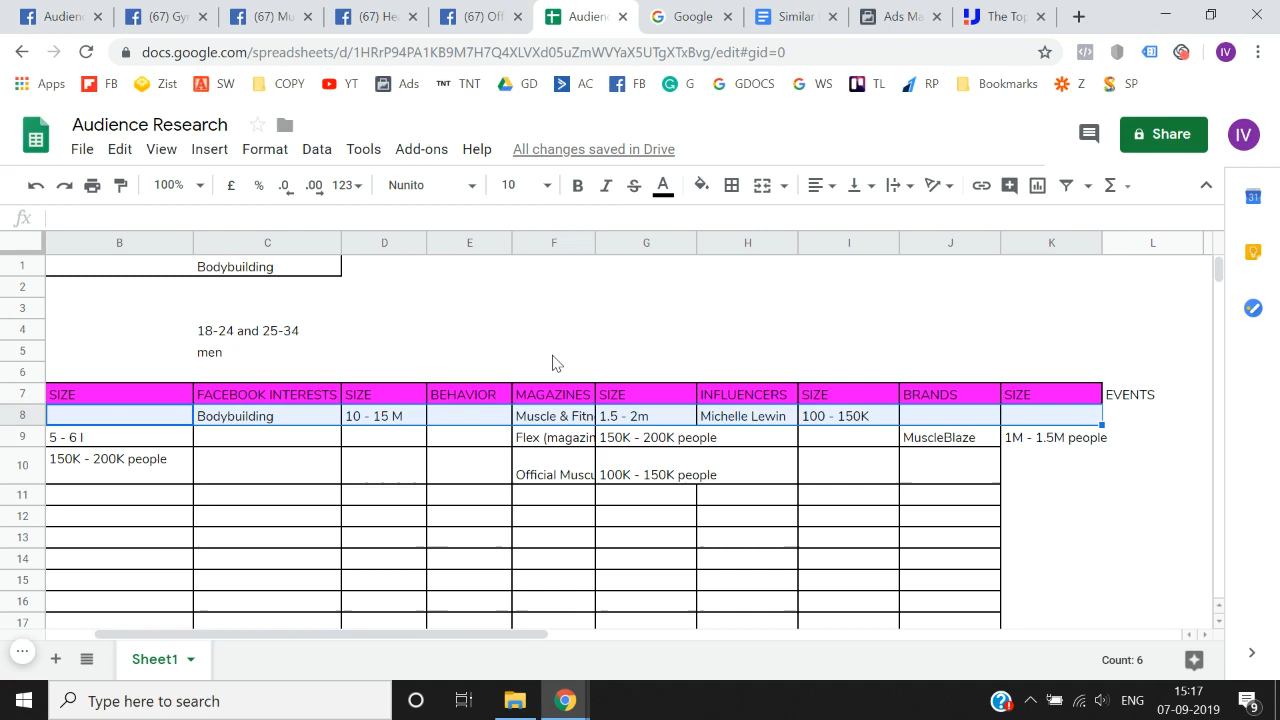 Audien
(67) Gyr
(67)
(67) He
(67) Off
Audienc
Google
Similar
Ads Ma
The Top
docs.google.com/spreadsheets/d/1HRrP94PA1KB9M7H7Q4XLVXd05uZmWVYaX5UTgXTxBvg/edit#gid=0
IV
Apps FB Zist SW COPY YT Ads TNT TNT GD AC FB G GDOCS WS TL RP Bookmarks Z SP
Audience Research
Share
IV
File Edit View Insert Format Data Tools Add-ons Help All changes saved in Drive
100% £ % .0 .00 123 Nunito 10 B I S A
31
fx
B C D E F G H I J K L
1 Bodybuilding
2
3
4 18-24 and 25-34
5 men
6
7 SIZE FACEBOOK INTERESTS SIZE BEHAVIOR MAGAZINES SIZE INFLUENCERS SIZE BRANDS SIZE EVENTS
8 Bodybuilding 10 - 15 M Muscle & Fitn 1.5 - 2m Michelle Lewin 100 - 150K
9 5 - 6 l Flex (magazin 150K - 200K people MuscleBlaze 1M - 1.5M people
10 150K - 200K people Official Muscu 100K - 150K people
11
12
13
14
15
16
17
Sheet1
Count: 6
Type here to search
ENG
15:17
07-09-2019
9